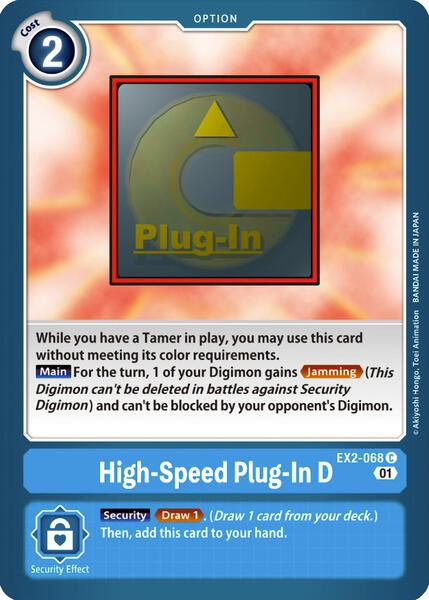 OPTION
Cost
2
Plug-In
While you have a Tamer in play, you may use this card
without meeting its color requirements.
Main For the turn, 1 of your Digimon gains Jamming (This
Digimon can't be deleted in battles against Security
Digimon) and can't be blocked by your opponent's Digimon.
©Akiyoshi Hongo, Toei Animation BANDAI MADE IN JAPAN
EX2-068 C
High-Speed Plug-In D
01
Security Draw 1. (Draw 1 card from your deck.)
Then, add this card to your hand.
Security Effect